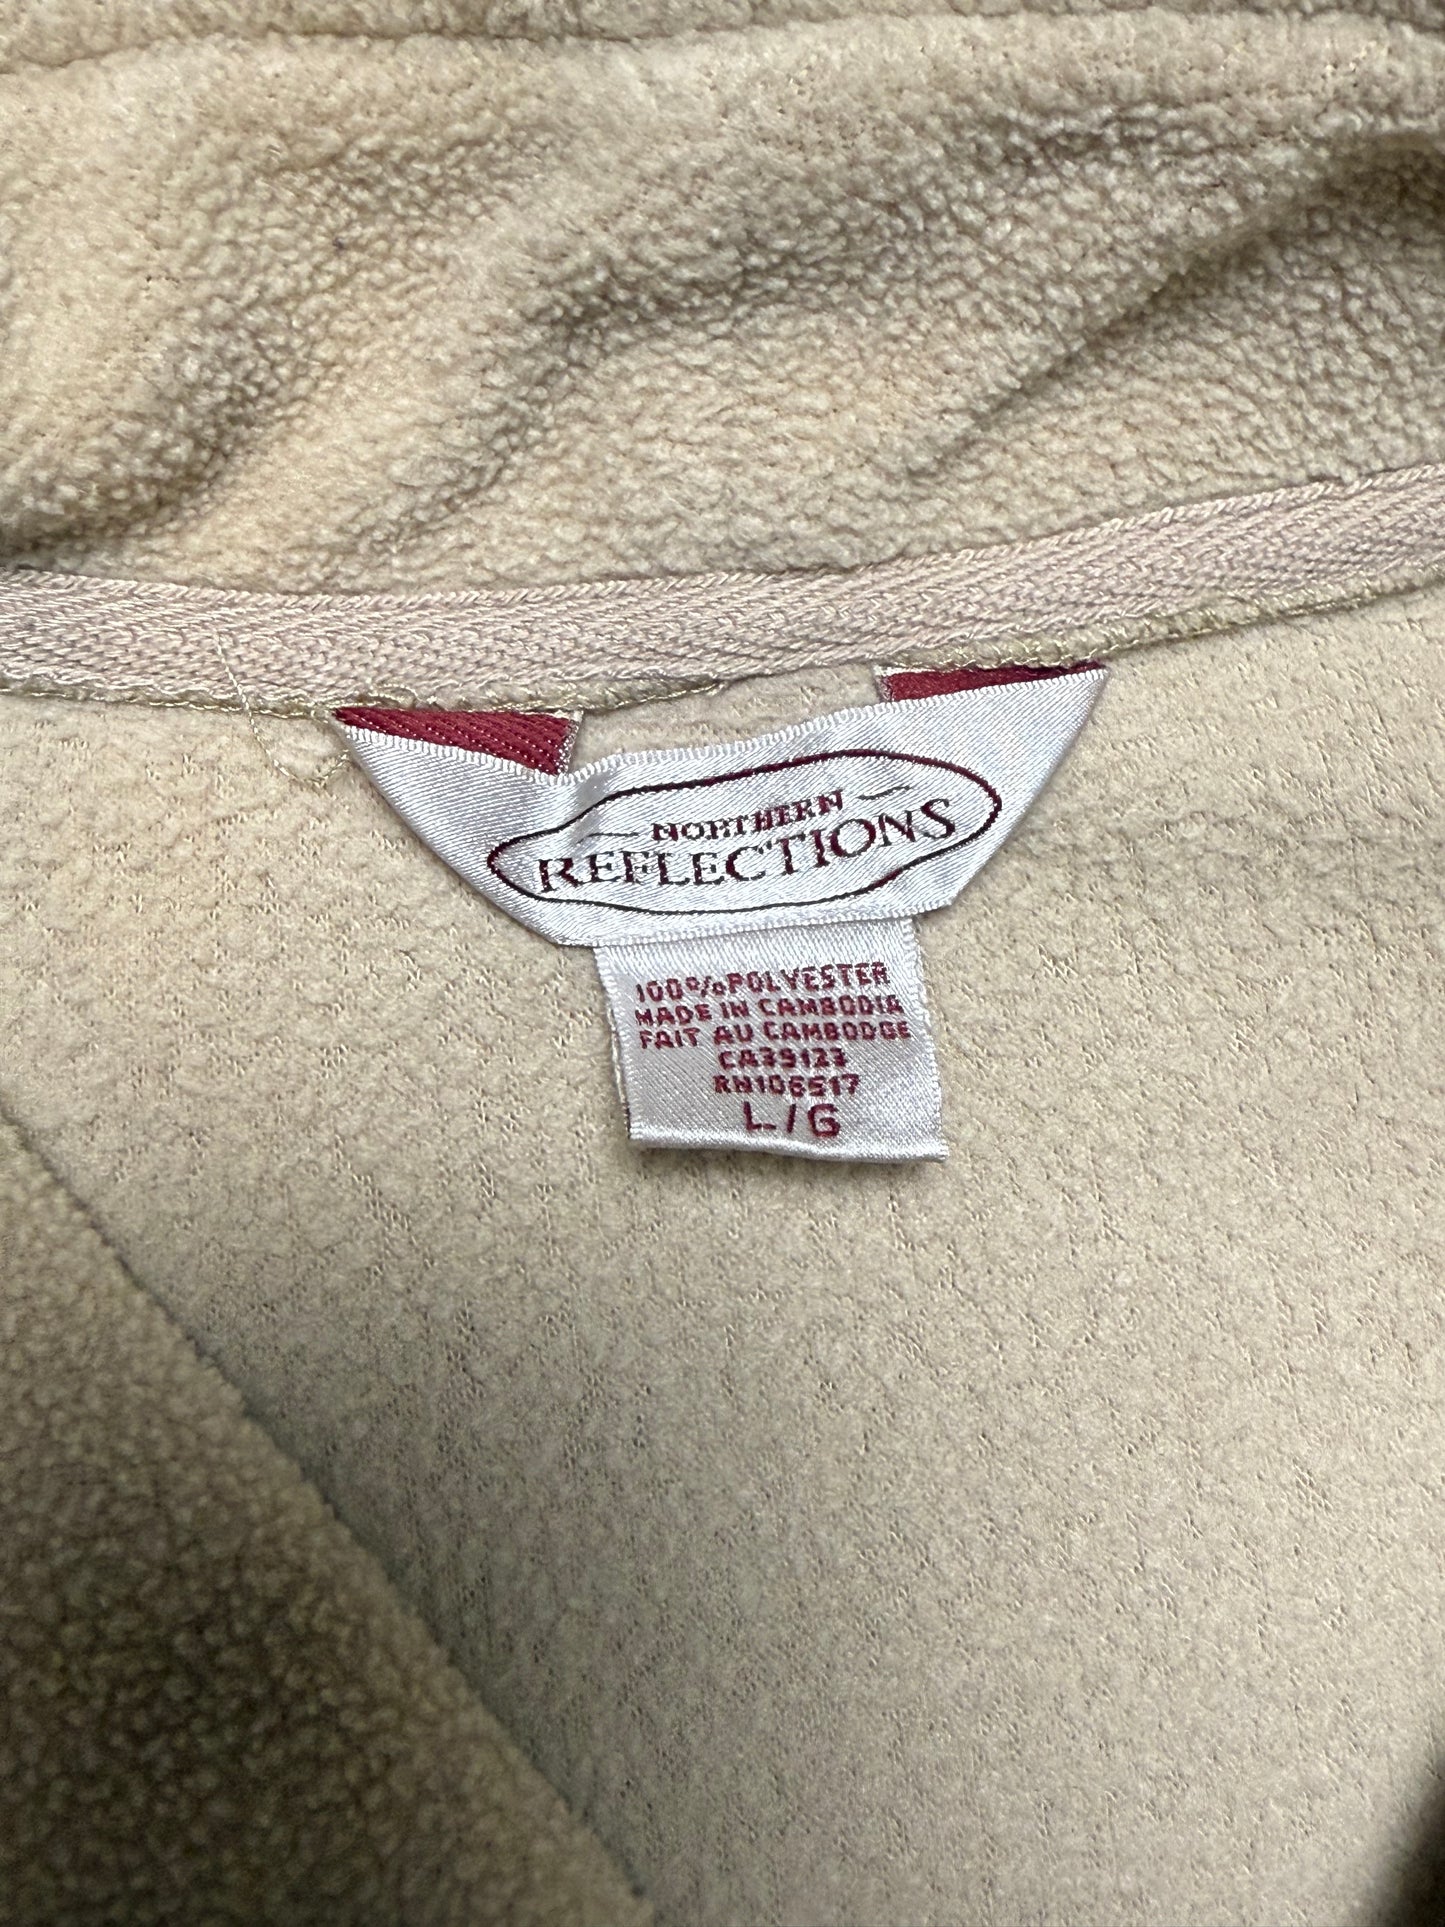 NORTHERN
REFLECTIONS
100% POLYESTER
MADE IN CAMBODIA
FAIT AU CAMBODGE
CA39123
RN106517
L/G